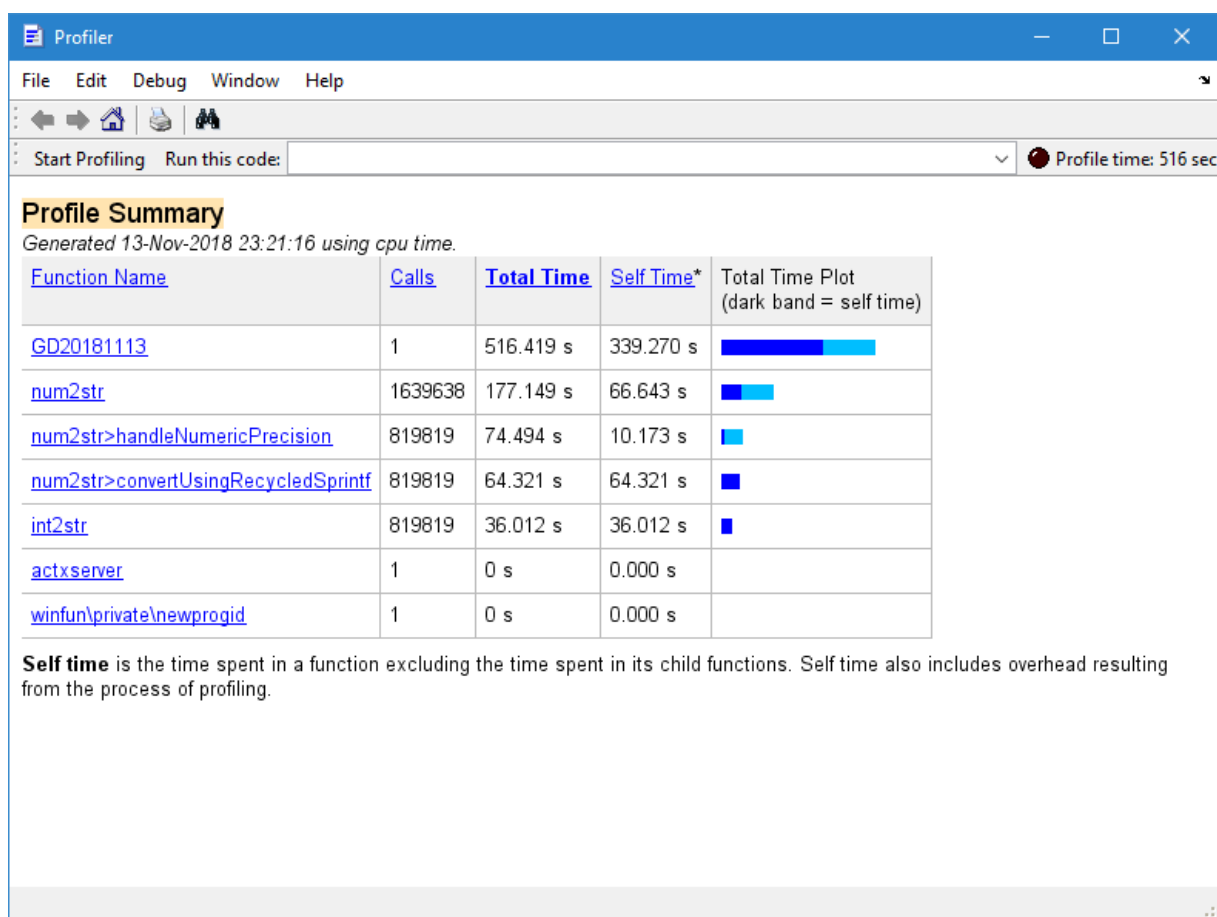 Profiler
File Edit Debug Window Help
Start Profiling Run this code: Profile time: 516 sec
Profile Summary
Generated 13-Nov-2018 23:21:16 using cpu time.
Function Name Calls Total Time Self Time* Total Time Plot
(dark band = self time)
GD20181113 1 516.419 s 339.270 s
num2str 1639638 177.149 s 66.643 s
num2str>handleNumericPrecision 819819 74.494 s 10.173 s
num2str>convertUsingRecycledSprintf 819819 64.321 s 64.321 s
int2str 819819 36.012 s 36.012 s
actxserver 1 0 s 0.000 s
winfun\private\newprogid 1 0 s 0.000 s
Self time is the time spent in a function excluding the time spent in its child functions. Self time also includes overhead resulting
from the process of profiling.